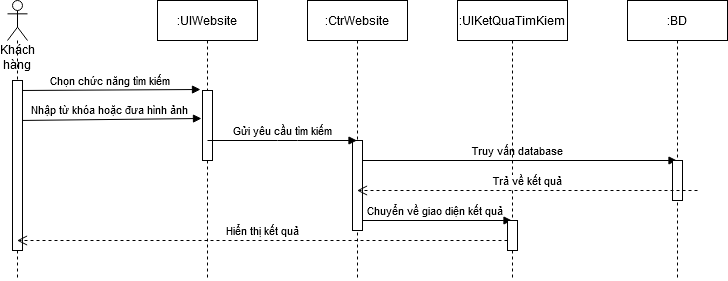 :UIWebsite
:CtrWebsite
:UIKetQuaTimKiem
:BD
Khách
hàng
Chọn chức năng tìm kiếm
Nhập từ khóa hoặc đưa hình ảnh
Gửi yêu cầu tìm kiếm
Truy vấn database
Trả về kết quả
Chuyển về giao diện kết quả
Hiển thị kết quả